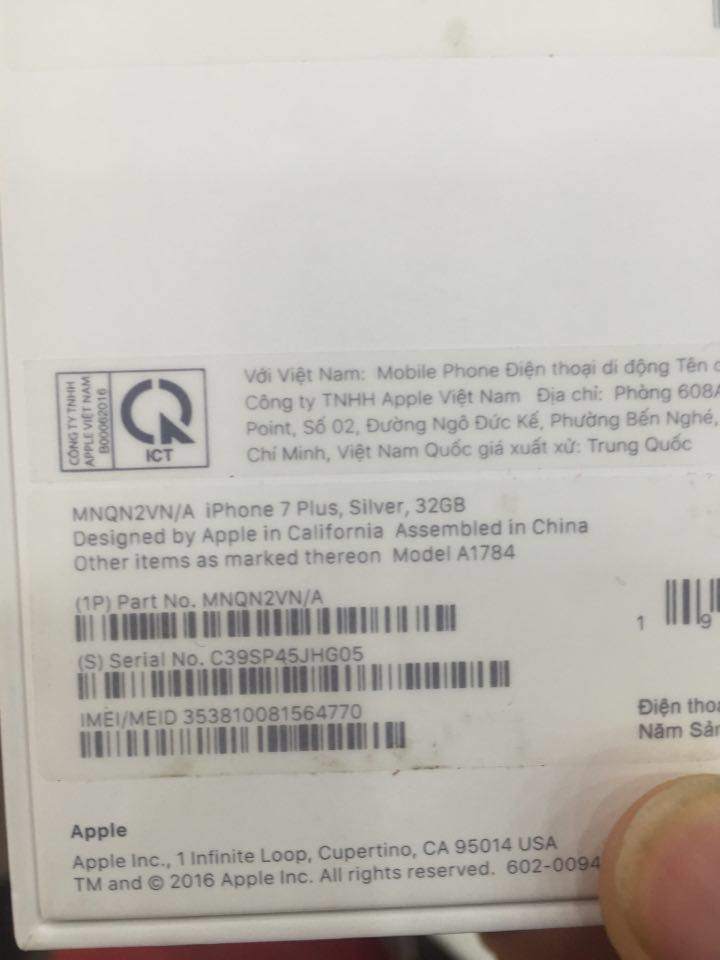 CÔNG TY TNHH
APPLE VIỆT NAM
B00062016
ICT
Với Việt Nam: Mobile Phone Điện thoại di động Tên
Công ty TNHH Apple Việt Nam Địa chỉ: Phòng 608A
Point, Số 02, Đường Ngô Đức Kế, Phường Bến Nghé,
Chí Minh, Việt Nam Quốc giá xuất xứ: Trung Quốc
MNQN2VN/A iPhone 7 Plus, Silver, 32GB
Designed by Apple in California Assembled in China
Other items as marked thereon Model A1784
(1P) Part No. MNQN2VN/A
(S) Serial No. C39SP45JHG05
IMEI/MEID 353810081564770
1 9
Điện thoạ
Năm Sản
Apple
Apple Inc., 1 Infinite Loop, Cupertino, CA 95014 USA
TM and © 2016 Apple Inc. All rights reserved. 602-0094